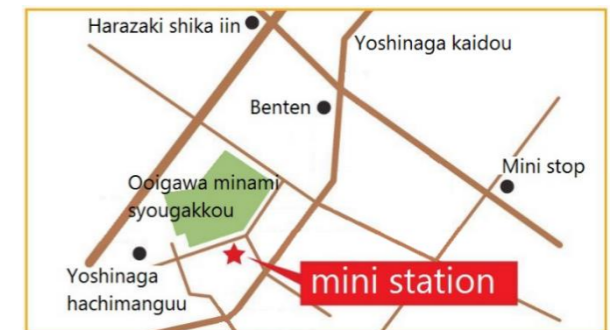 Harazaki shika iin
Yoshinaga kaidou
Benten
Mini stop
Ooigawa minami
syougakkou
Yoshinaga
hachimanguu
mini station